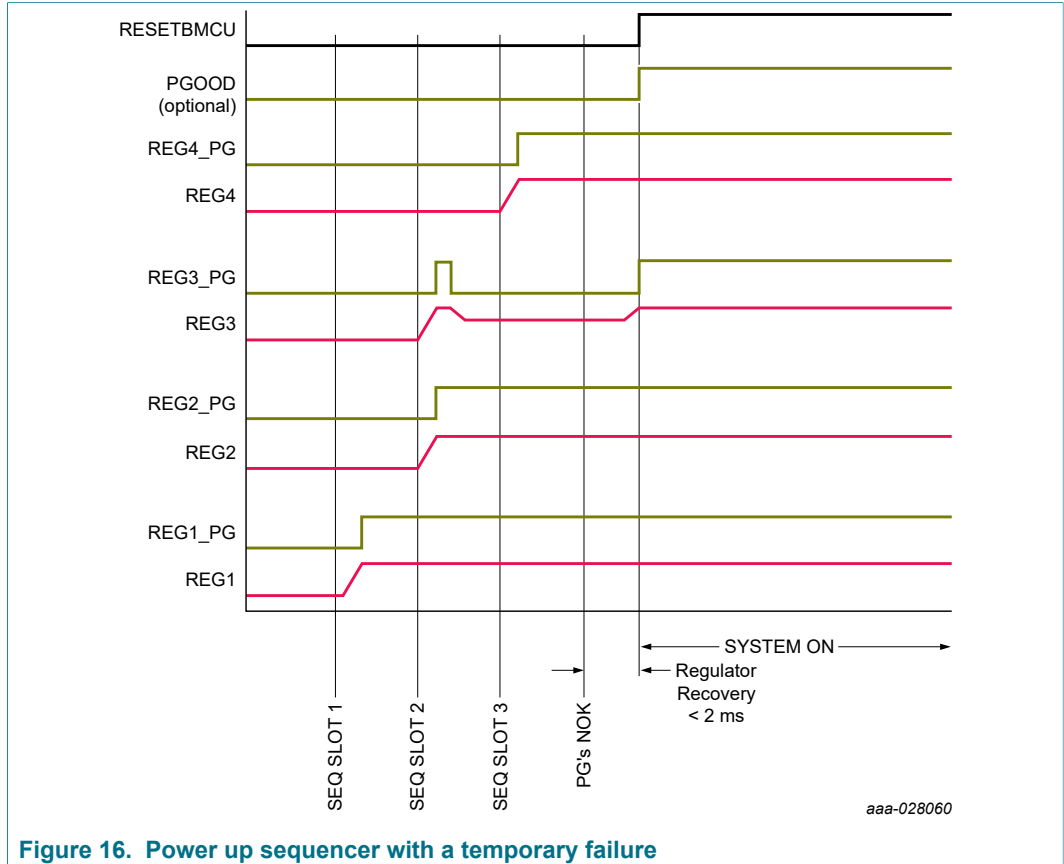 RESETBMCU
PGOOD
(optional)
REG4_PG
REG4
REG3_PG
REG3
REG2_PG
REG2
REG1_PG
REG1
SYSTEM ON
Regulator
Recovery
< 2 ms
SEQ SLOT 1
SEQ SLOT 2
SEQ SLOT 3
PG's NOK
aaa-028060
Figure 16. Power up sequencer with a temporary failure